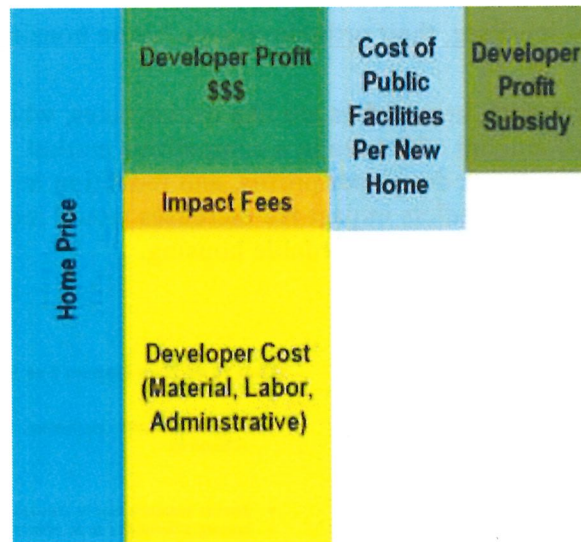 Home Price
Developer Profit
$$$
Impact Fees
Developer Cost
(Material, Labor,
Adminstrative)
Cost of
Public
Facilities
Per New
Home
Developer
Profit
Subsidy